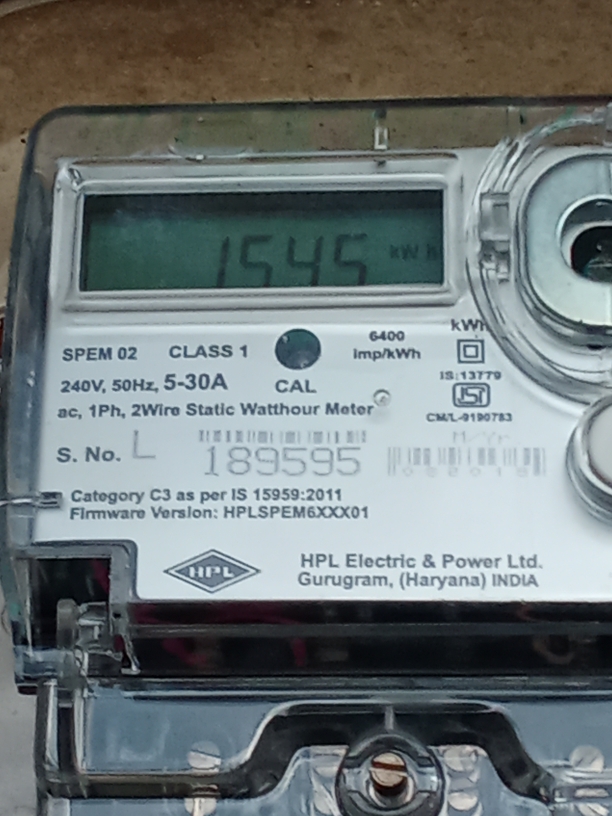 1545 kWh
SPEM 02 CLASS 1
6400 imp/kWh
kWh
240V, 50Hz, 5-30A CAL
IS:13779
ac, 1Ph, 2Wire Static Watthour Meter
CM/L-9190783
S. No. L 189595
M/Yr
Category C3 as per IS 15959:2011
Firmware Version: HPLSPEM6XXX01
HPL
HPL Electric & Power Ltd.
Gurugram, (Haryana) INDIA